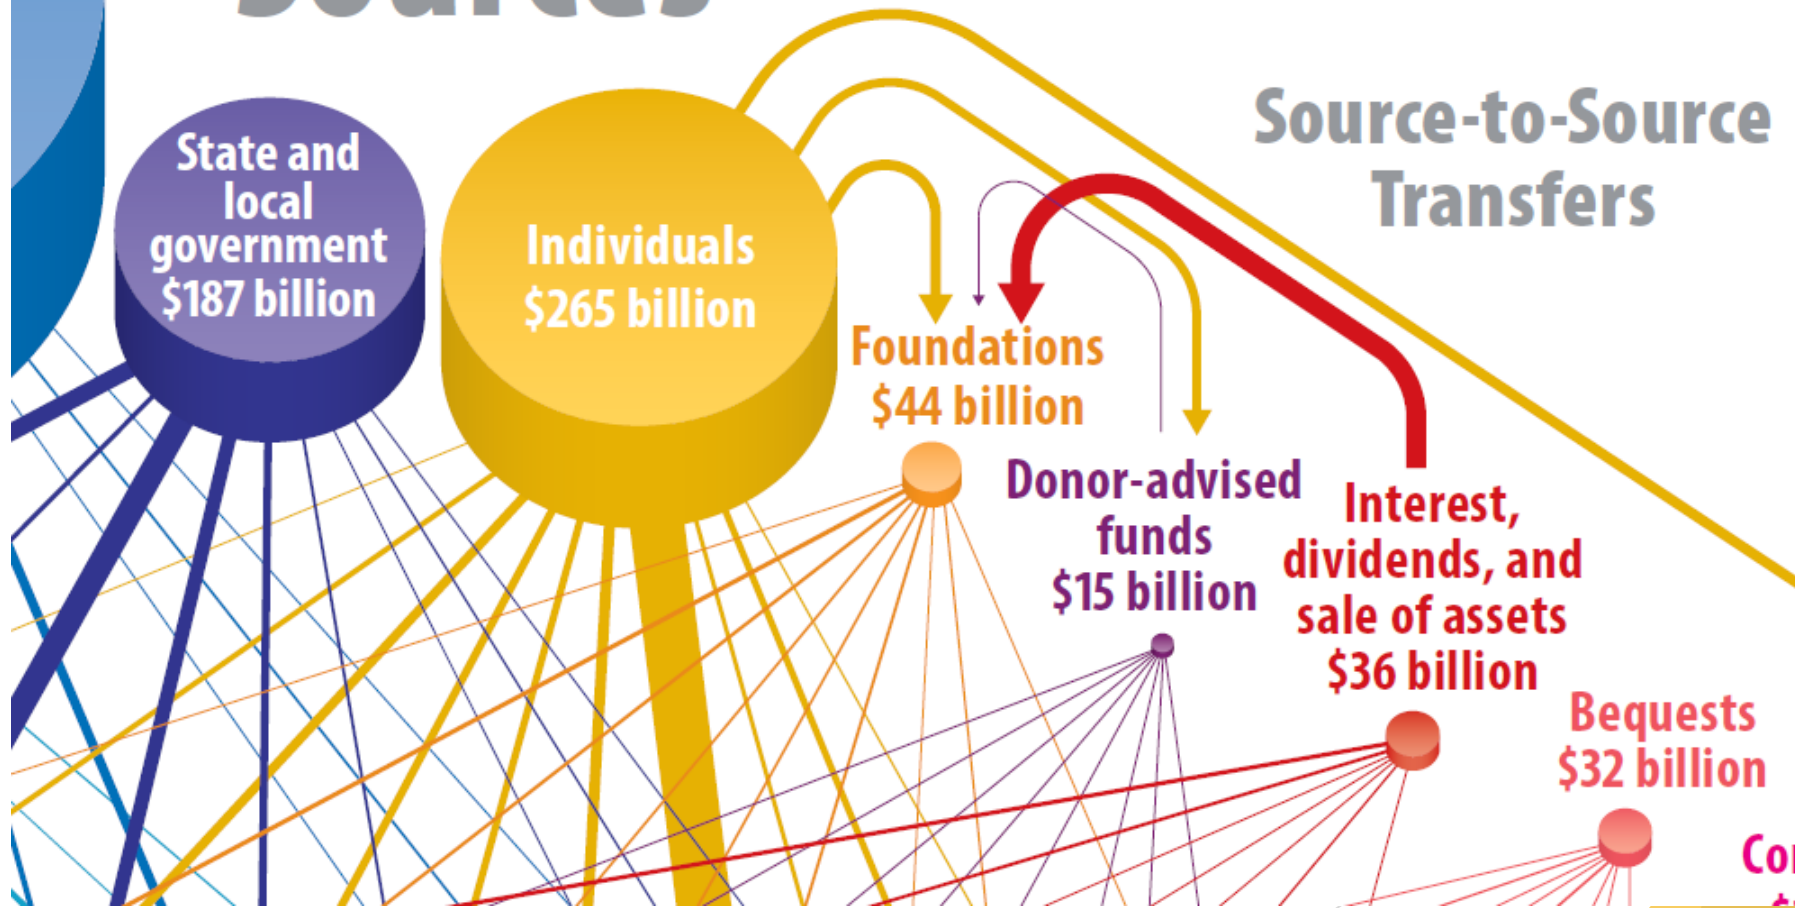 Sources
Source-to-Source
Transfers
State and
local
government
$187 billion
Individuals
$265 billion
Foundations
$44 billion
Donor-advised
funds
$15 billion
Interest,
dividends, and
sale of assets
$36 billion
Bequests
$32 billion